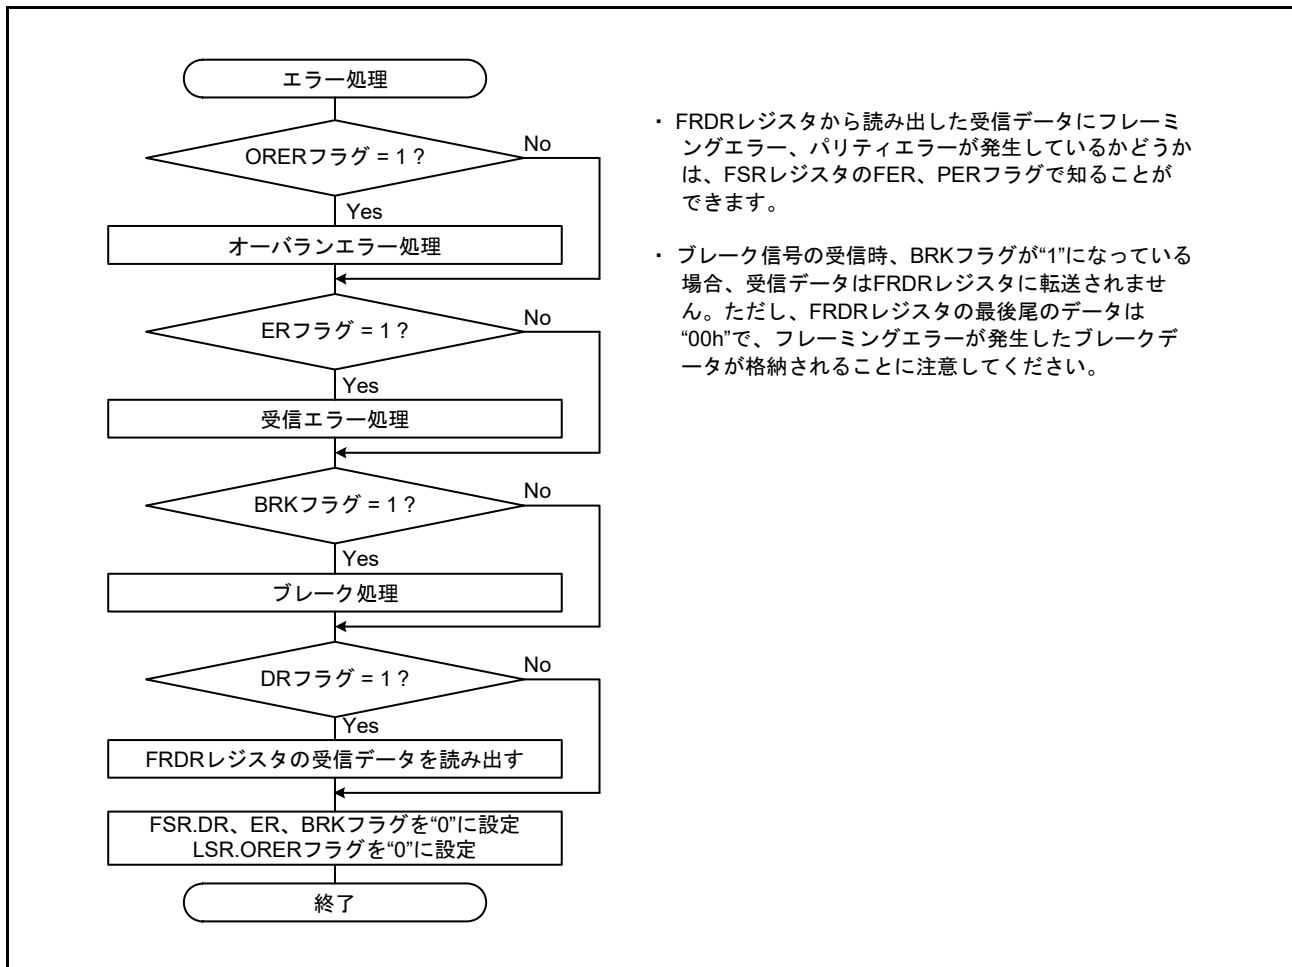 エラー処理
ORERフラグ = 1 ?
No
Yes
オーバランエラー処理
ERフラグ = 1 ?
No
Yes
受信エラー処理
BRKフラグ = 1 ?
No
Yes
ブレーク処理
DRフラグ = 1 ?
No
Yes
FRDRレジスタの受信データを読み出す
FSR.DR、ER、BRKフラグを“0”に設定
LSR.ORERフラグを“0”に設定
終了
・ FRDRレジスタから読み出した受信データにフレーミ
ングエラー、パリティエラーが発生しているかどうか
は、FSRレジスタのFER、PERフラグで知ることが
できます。
・ ブレーク信号の受信時、BRKフラグが“1”になっている
場合、受信データはFRDRレジスタに転送されませ
ん。ただし、FRDRレジスタの最後尾のデータは
“00h”で、フレーミングエラーが発生したブレークデ
ータが格納されることに注意してください。